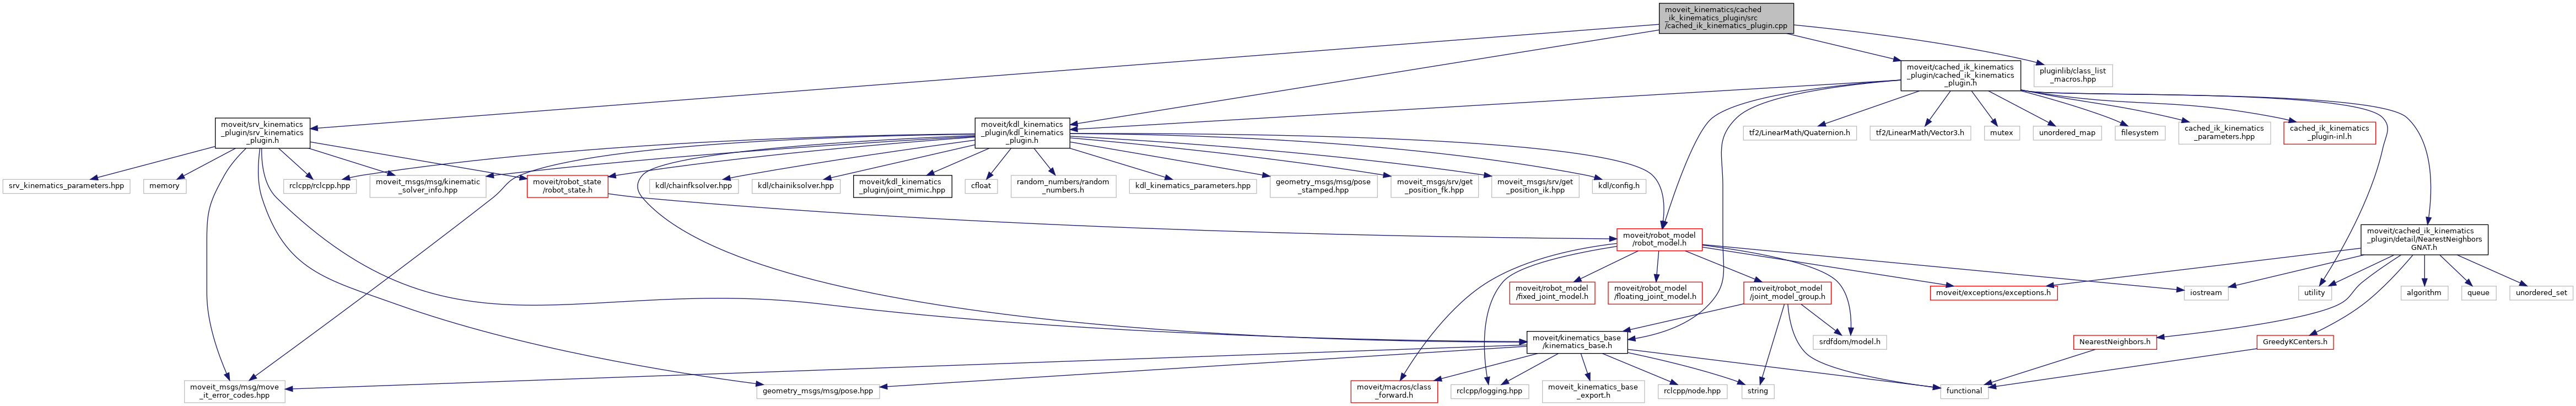 moveit_kinematics/cached
_ik_kinematics_plugin/src
/cached_ik_kinematics_plugin.cpp
moveit/cached_ik_kinematics
_plugin/cached_ik_kinematics
_plugin.h
pluginlib/class_list
_macros.hpp
moveit/srv_kinematics
_plugin/srv_kinematics
_plugin.h
moveit/kdl_kinematics
_plugin/kdl_kinematics
_plugin.h
tf2/LinearMath/Quaternion.h
tf2/LinearMath/Vector3.h
mutex
unordered_map
filesystem
cached_ik_kinematics
_parameters.hpp
cached_ik_kinematics
_plugin-inl.h
srv_kinematics_parameters.hpp
memory
rclcpp/rclcpp.hpp
moveit_msgs/msg/kinematic
_solver_info.hpp
moveit/robot_state
/robot_state.h
kdl/chainfksolver.hpp
kdl/chainiksolver.hpp
moveit/kdl_kinematics
_plugin/joint_mimic.hpp
cfloat
random_numbers/random
_numbers.h
kdl_kinematics_parameters.hpp
geometry_msgs/msg/pose
_stamped.hpp
moveit_msgs/srv/get
_position_fk.hpp
moveit_msgs/srv/get
_position_ik.hpp
kdl/config.h
moveit/robot_model
/robot_model.h
moveit/cached_ik_kinematics
_plugin/detail/NearestNeighbors
GNAT.h
moveit/robot_model
/fixed_joint_model.h
moveit/robot_model
/floating_joint_model.h
moveit/robot_model
/joint_model_group.h
moveit/exceptions/exceptions.h
iostream
utility
algorithm
queue
unordered_set
moveit/kinematics_base
/kinematics_base.h
srdfdom/model.h
NearestNeighbors.h
GreedyKCenters.h
moveit_msgs/msg/move
_it_error_codes.hpp
geometry_msgs/msg/pose.hpp
moveit/macros/class
_forward.h
rclcpp/logging.hpp
moveit_kinematics_base
_export.h
rclcpp/node.hpp
string
functional